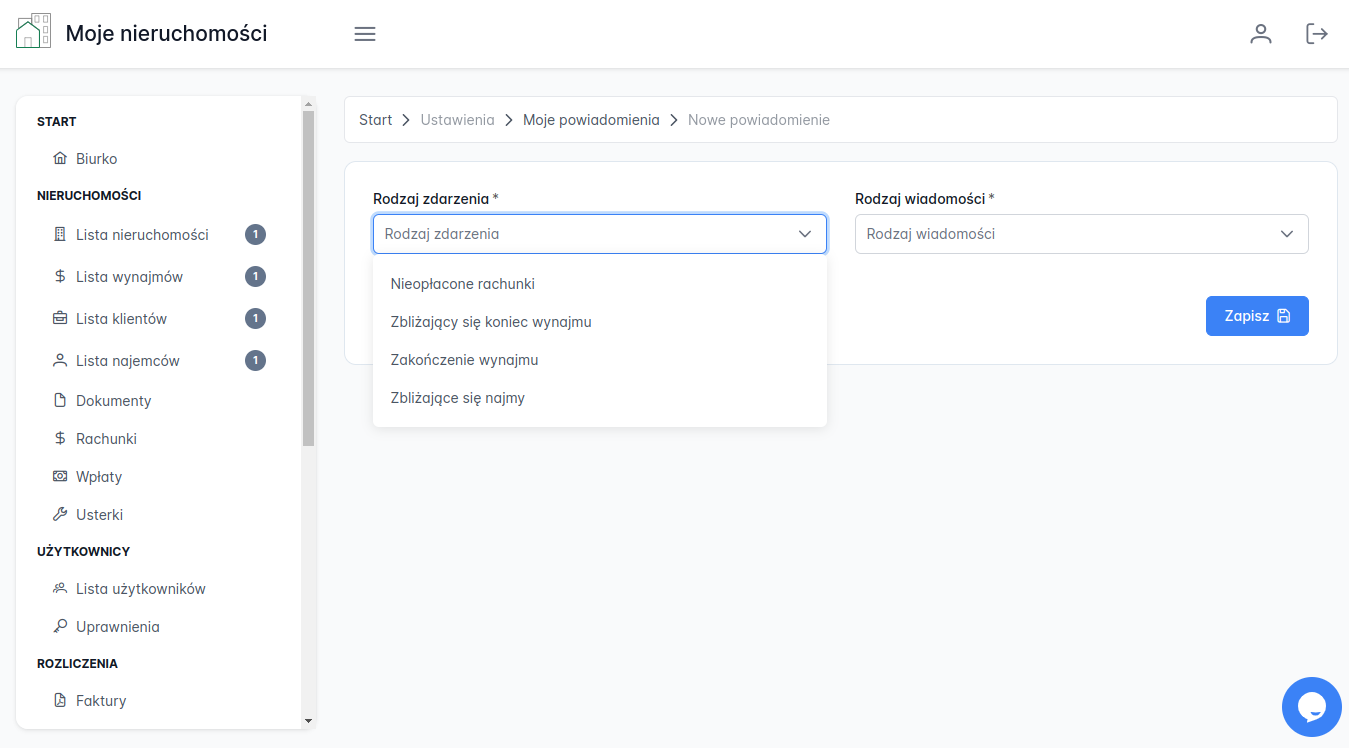 Moje nieruchomości
START
Biurko
NIERUCHOMOŚCI
Lista nieruchomości 1
Lista wynajmów 1
Lista klientów 1
Lista najemców 1
Dokumenty
Rachunki
Wpłaty
Usterki
UŻYTKOWNICY
Lista użytkowników
Uprawnienia
ROZLICZENIA
Faktury
Start > Ustawienia > Moje powiadomienia > Nowe powiadomienie
Rodzaj zdarzenia *
Rodzaj zdarzenia
Nieopłacone rachunki
Zbliżający się koniec wynajmu
Zakończenie wynajmu
Zbliżające się najmy
Rodzaj wiadomości *
Rodzaj wiadomości
Zapisz